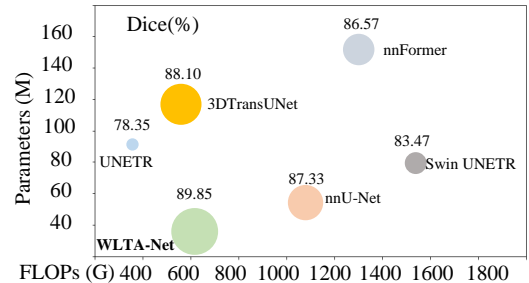 Dice(%)
Parameters (M)
160
140
120
100
80
60
40
86.57
nnFormer
88.10
3DTransUNet
78.35
UNETR
83.47
Swin UNETR
87.33
nnU-Net
89.85
WLTA-Net
FLOPs (G) 400 600 800 1000 1200 1400 1600 1800